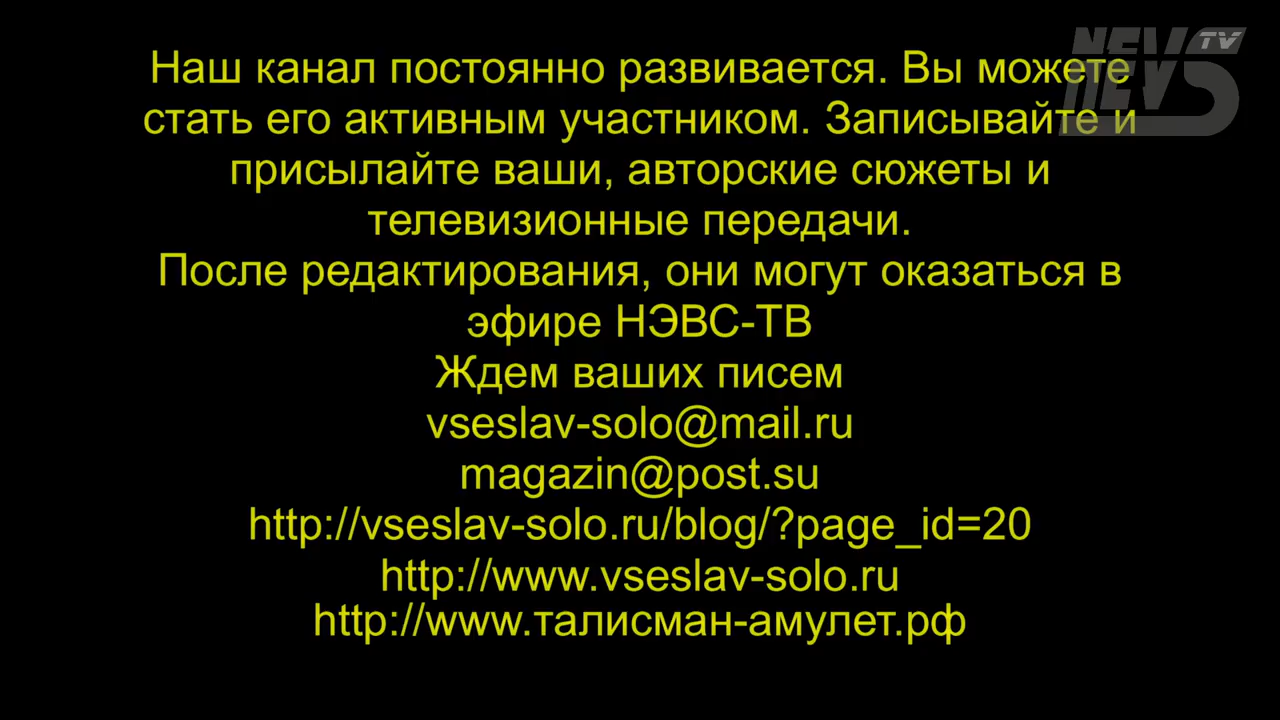 NEVS TV
Наш канал постоянно развивается. Вы можете
стать его активным участником. Записывайте и
присылайте ваши, авторские сюжеты и
телевизионные передачи.
После редактирования, они могут оказаться в
эфире НЭВС-ТВ
Ждем ваших писем
vseslav-solo@mail.ru
magazin@post.su
http://vseslav-solo.ru/blog/?page_id=20
http://www.vseslav-solo.ru
http://www.талисман-амулет.рф